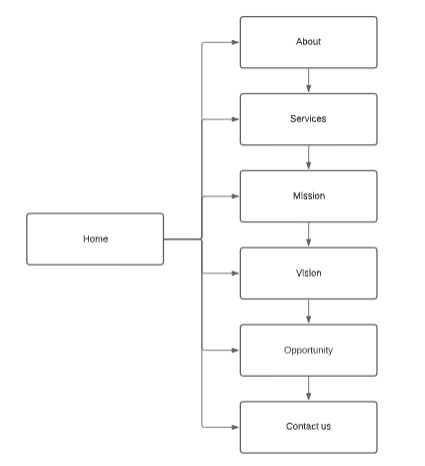 About
Services
Mission
Home
Vision
Opportunity
Contact us